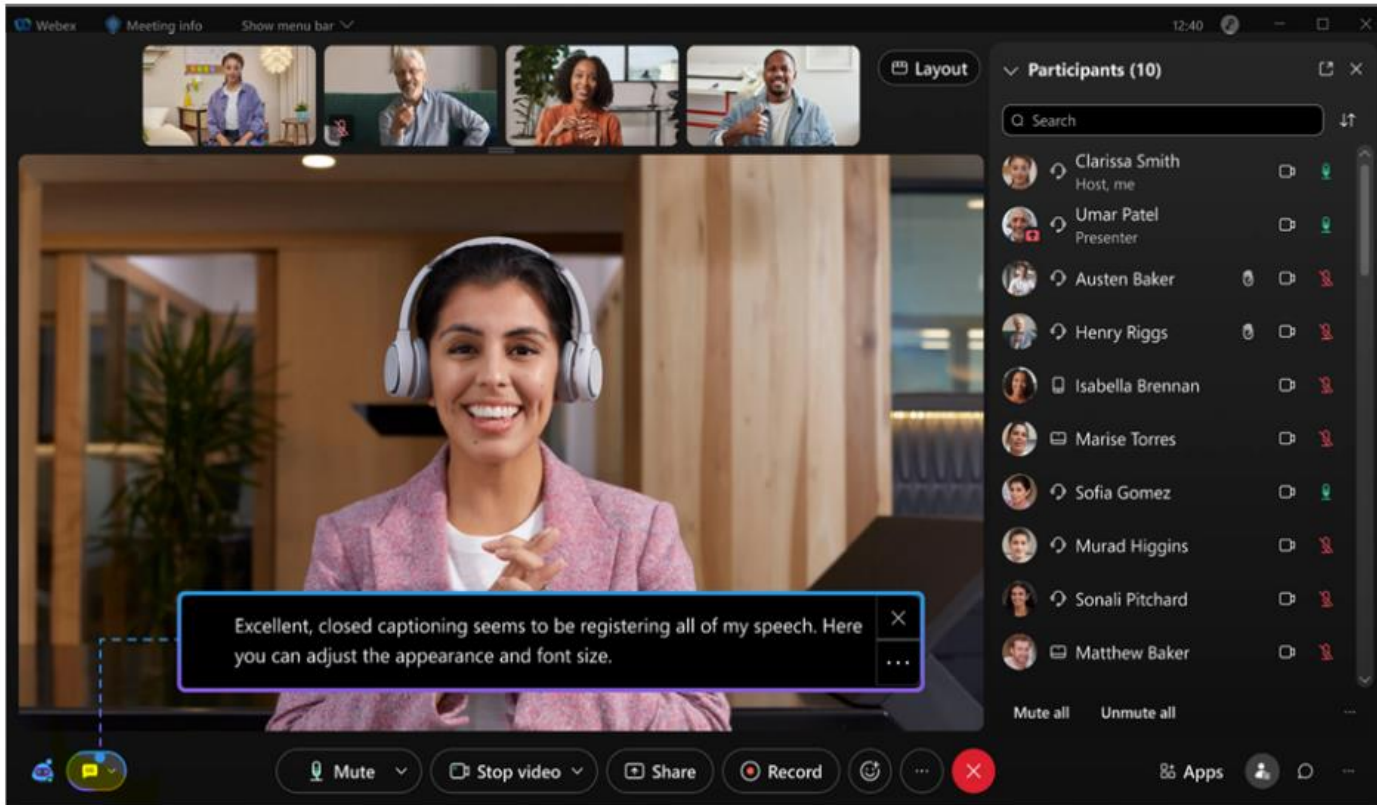 Webex
Meeting info
Show menu bar
12:40
Layout
Participants (10)
Search
Clarissa Smith
Host, me
Umar Patel
Presenter
Austen Baker
Henry Riggs
Isabella Brennan
Marise Torres
Sofia Gomez
Murad Higgins
Sonali Pitchard
Matthew Baker
Excellent, closed captioning seems to be registering all of my speech. Here
you can adjust the appearance and font size.
Mute all
Unmute all
Mute
Stop video
Share
Record
Apps